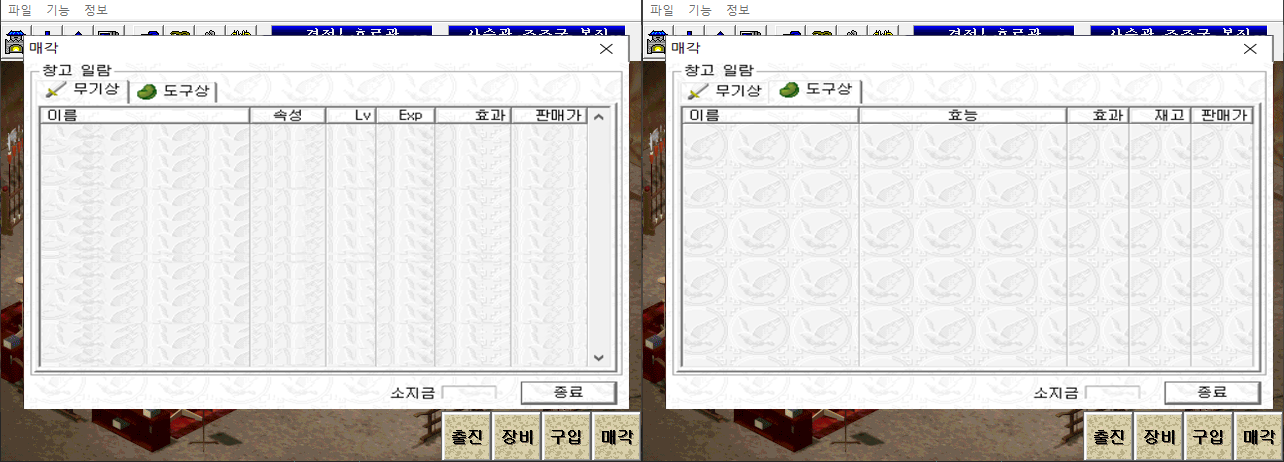 파일 기능 정보
매각
창고 일람
무기상 도구상
이름 속성 Lv Exp 효과 판매가
소지금 종료
출진 장비 구입 매각
파일 기능 정보
매각
창고 일람
무기상 도구상
이름 효능 효과 재고 판매가
소지금 종료
출진 장비 구입 매각